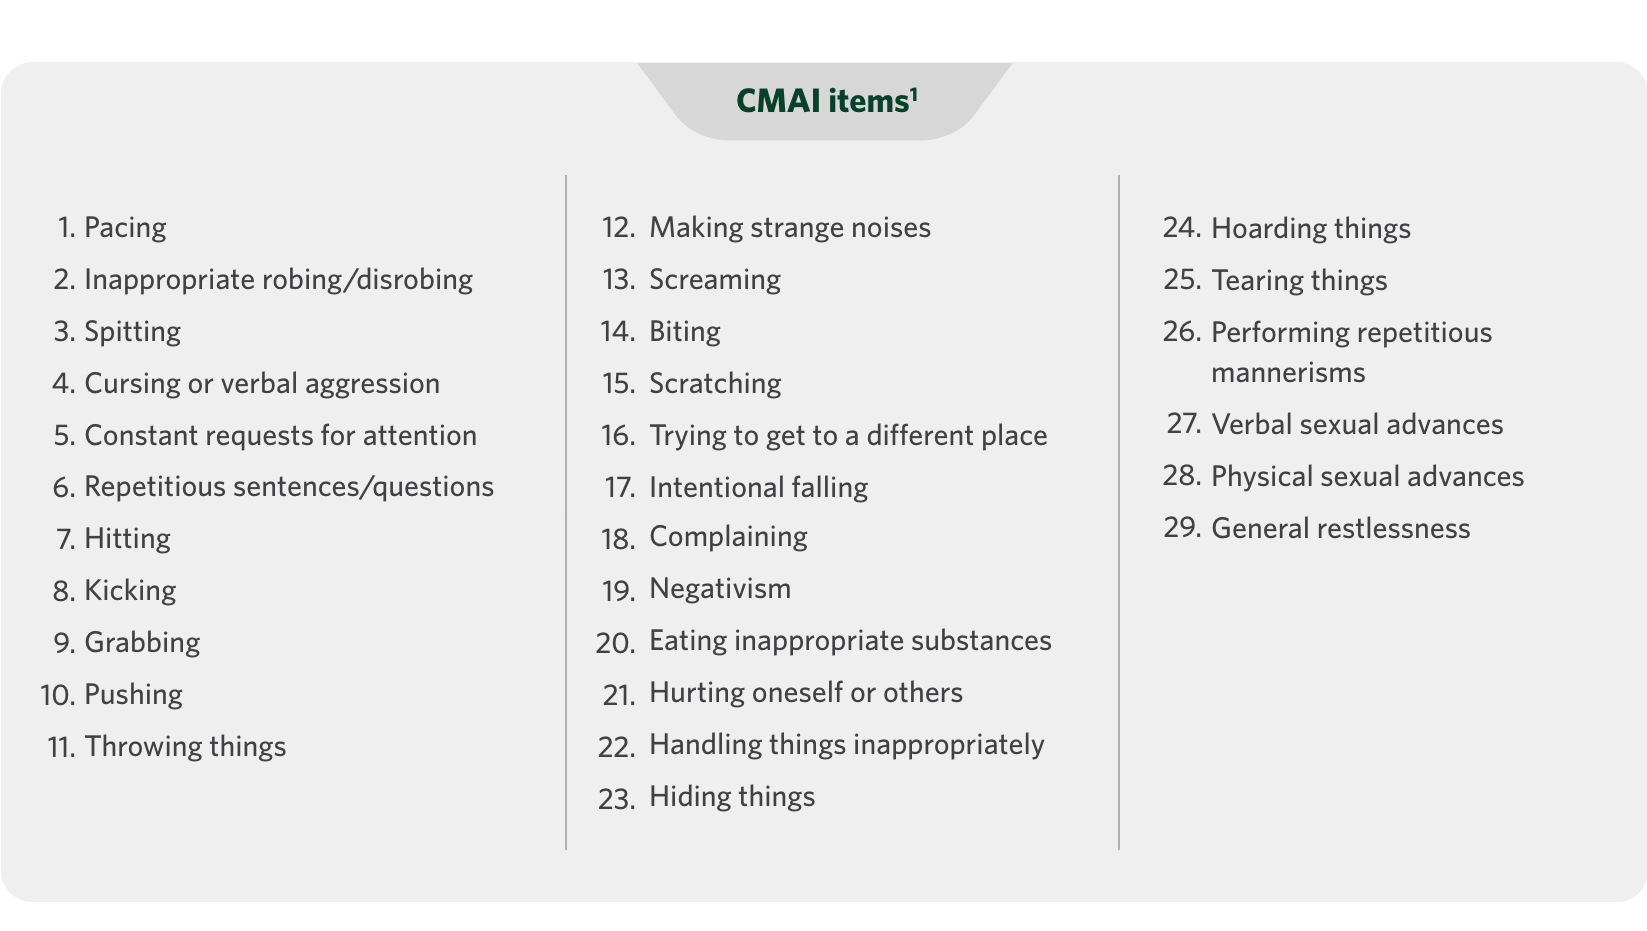 CMAI items¹
1. Pacing
2. Inappropriate robing/disrobing
3. Spitting
4. Cursing or verbal aggression
5. Constant requests for attention
6. Repetitious sentences/questions
7. Hitting
8. Kicking
9. Grabbing
10. Pushing
11. Throwing things
12. Making strange noises
13. Screaming
14. Biting
15. Scratching
16. Trying to get to a different place
17. Intentional falling
18. Complaining
19. Negativism
20. Eating inappropriate substances
21. Hurting oneself or others
22. Handling things inappropriately
23. Hiding things
24. Hoarding things
25. Tearing things
26. Performing repetitious
mannerisms
27. Verbal sexual advances
28. Physical sexual advances
29. General restlessness